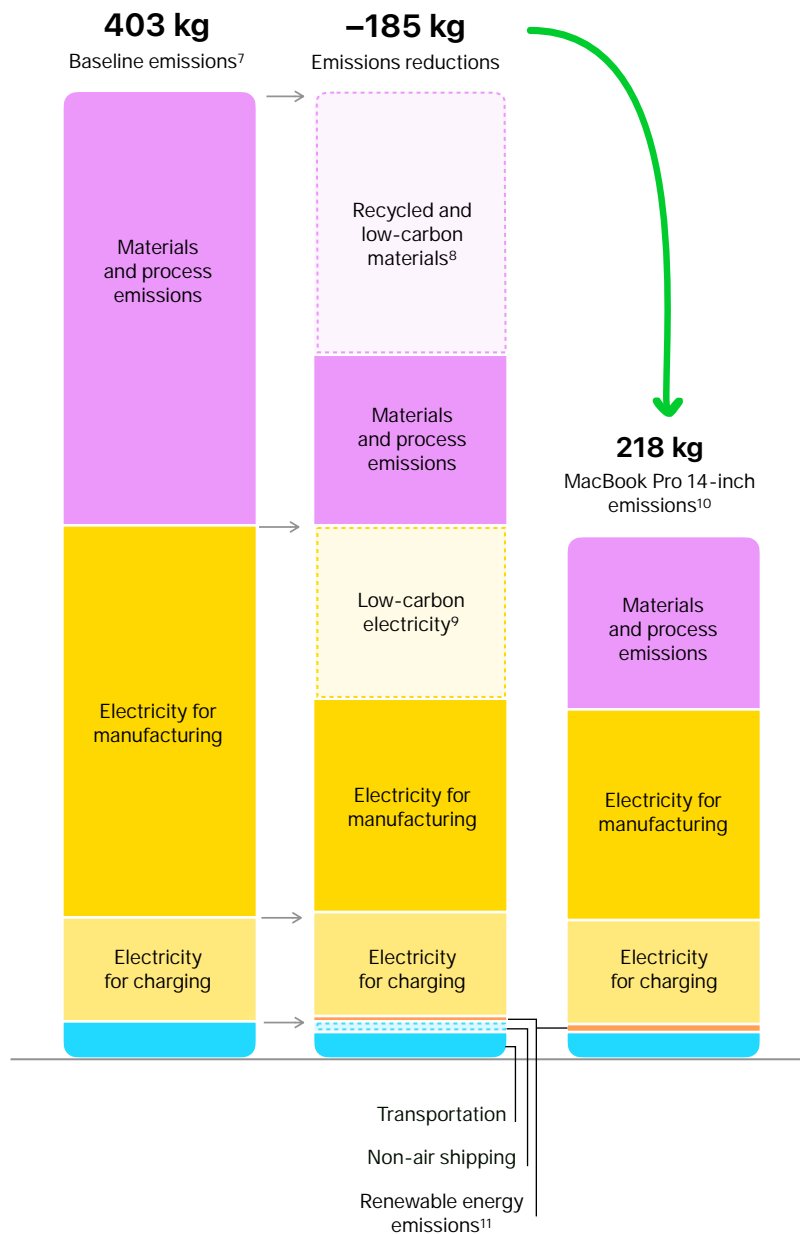 403 kg
Baseline emissions⁷
–185 kg
Emissions reductions
Materials
and process
emissions
Recycled and
low-carbon
materials⁸
Materials
and process
emissions
218 kg
MacBook Pro 14-inch
emissions¹⁰
Electricity for
manufacturing
Low-carbon
electricity⁹
Electricity for
manufacturing
Materials
and process
emissions
Electricity for
manufacturing
Electricity
for charging
Electricity
for charging
Electricity
for charging
Transportation
Non-air shipping
Renewable energy
emissions¹¹